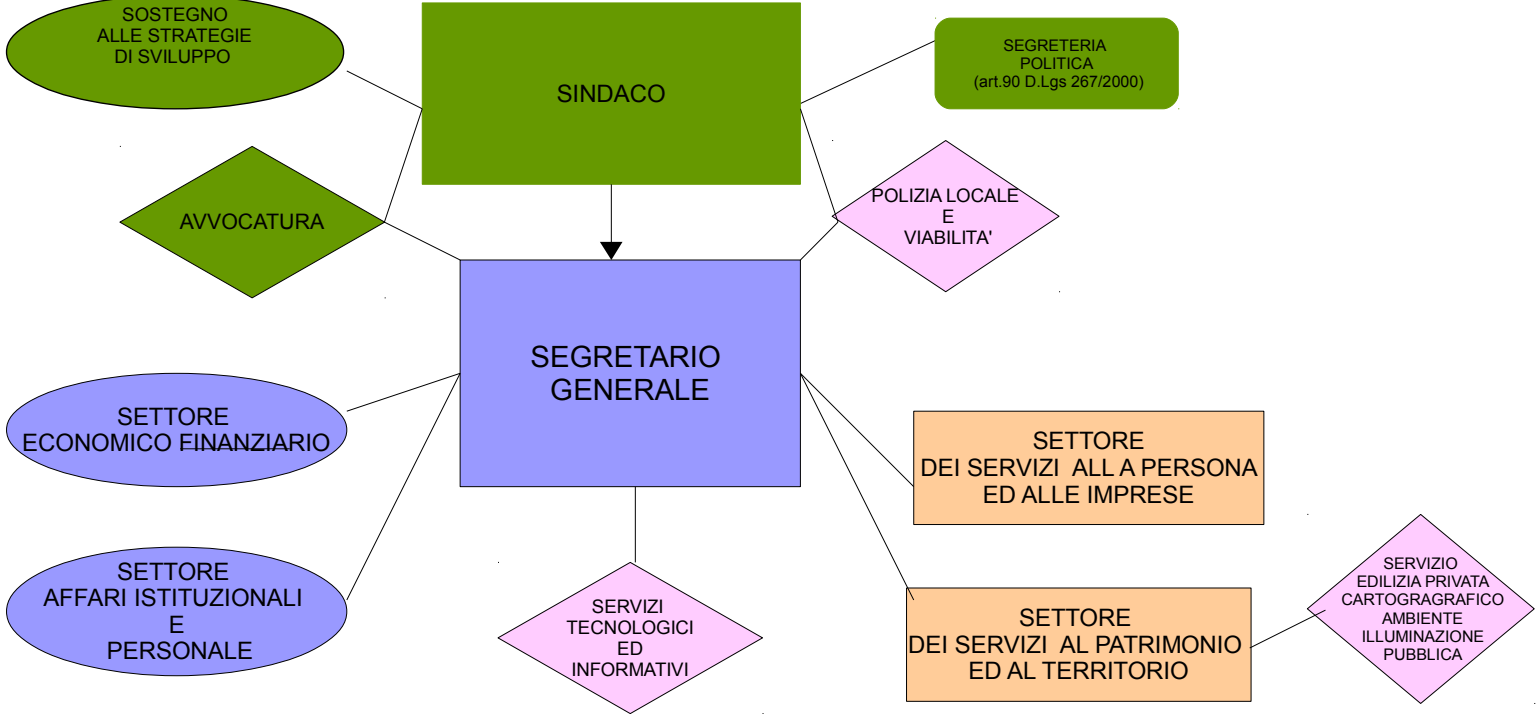 SOSTEGNO
ALLE STRATEGIE
DI SVILUPPO
SINDACO
SEGRETERIA
POLITICA
(art.90 D.Lgs 267/2000)
AVVOCATURA
POLIZIA LOCALE
E
VIABILITA'
SEGRETARIO
GENERALE
SETTORE
ECONOMICO FINANZIARIO
SETTORE
DEI SERVIZI ALL A PERSONA
ED ALLE IMPRESE
SETTORE
AFFARI ISTITUZIONALI
E
PERSONALE
SERVIZI
TECNOLOGICI
ED
INFORMATIVI
SETTORE
DEI SERVIZI AL PATRIMONIO
ED AL TERRITORIO
SERVIZIO
EDILIZIA PRIVATA
CARTOGRAGRAFICO
AMBIENTE
ILLUMINAZIONE
PUBBLICA